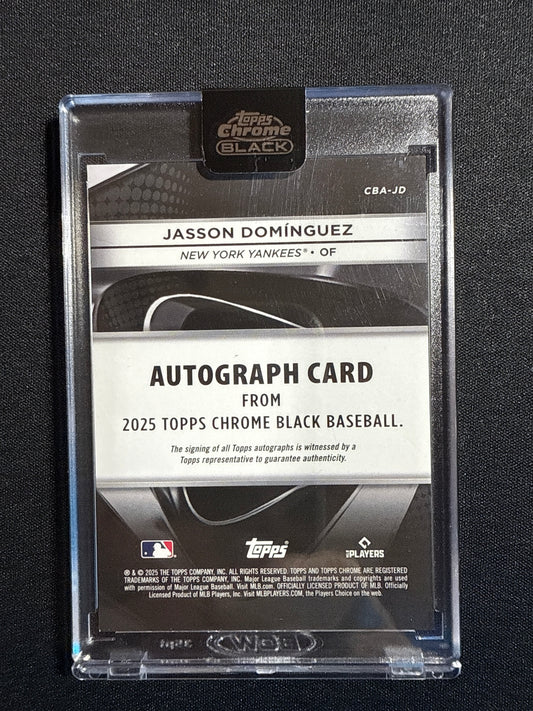 Topps
Chrome
BLACK
CBA-JD
JASSON DOMÍNGUEZ
NEW YORK YANKEES® • OF
AUTOGRAPH CARD
FROM
2025 TOPPS CHROME BLACK BASEBALL.
The signing of all Topps autographs is witnessed by a
Topps representative to guarantee authenticity.
Topps
PLAYERS
® & © 2025 THE TOPPS COMPANY, INC. ALL RIGHTS RESERVED. TOPPS AND TOPPS CHROME ARE REGISTERED
TRADEMARKS OF THE TOPPS COMPANY, INC. Major League Baseball trademarks and copyrights are used
with permission of Major League Baseball. Visit MLB.com. OFFICIALLY LICENSED PRODUCT OF MLB. Officially
Licensed Product of MLB Players, Inc. Visit MLBPLAYERS.COM, the Players Choice on the web.